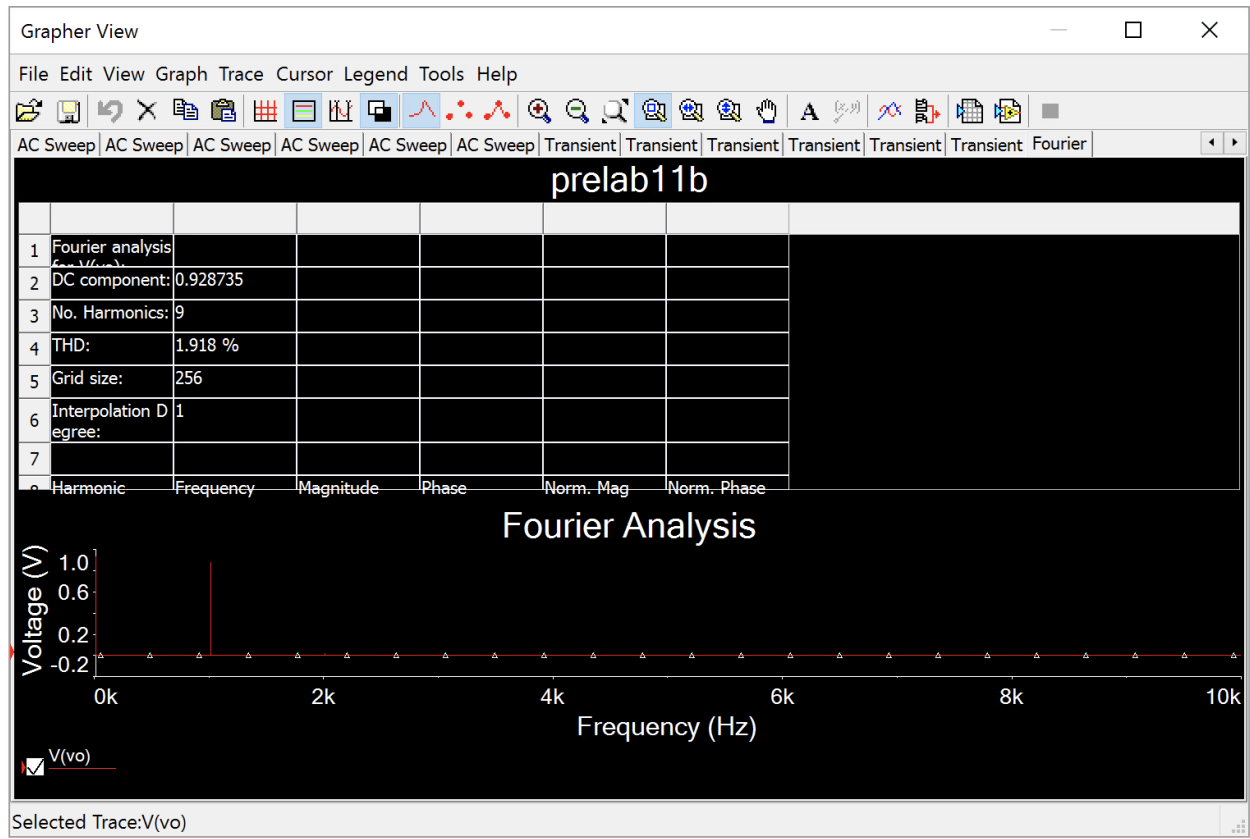 Grapher View
File Edit View Graph Trace Cursor Legend Tools Help
A (x,y)
AC Sweep AC Sweep AC Sweep AC Sweep AC Sweep AC Sweep Transient Transient Transient Transient Transient Transient Fourier
prelab11b
1 Fourier analysis
for V(vo):
2 DC component: 0.928735
3 No. Harmonics: 9
4 THD: 1.918 %
5 Grid size: 256
6 Interpolation D 1
egree:
7
8 Harmonic Frequency Magnitude Phase Norm. Mag Norm. Phase
Fourier Analysis
Voltage (V)
1.0
0.6
0.2
-0.2
0k 2k 4k 6k 8k 10k
Frequency (Hz)
V(vo)
Selected Trace:V(vo)